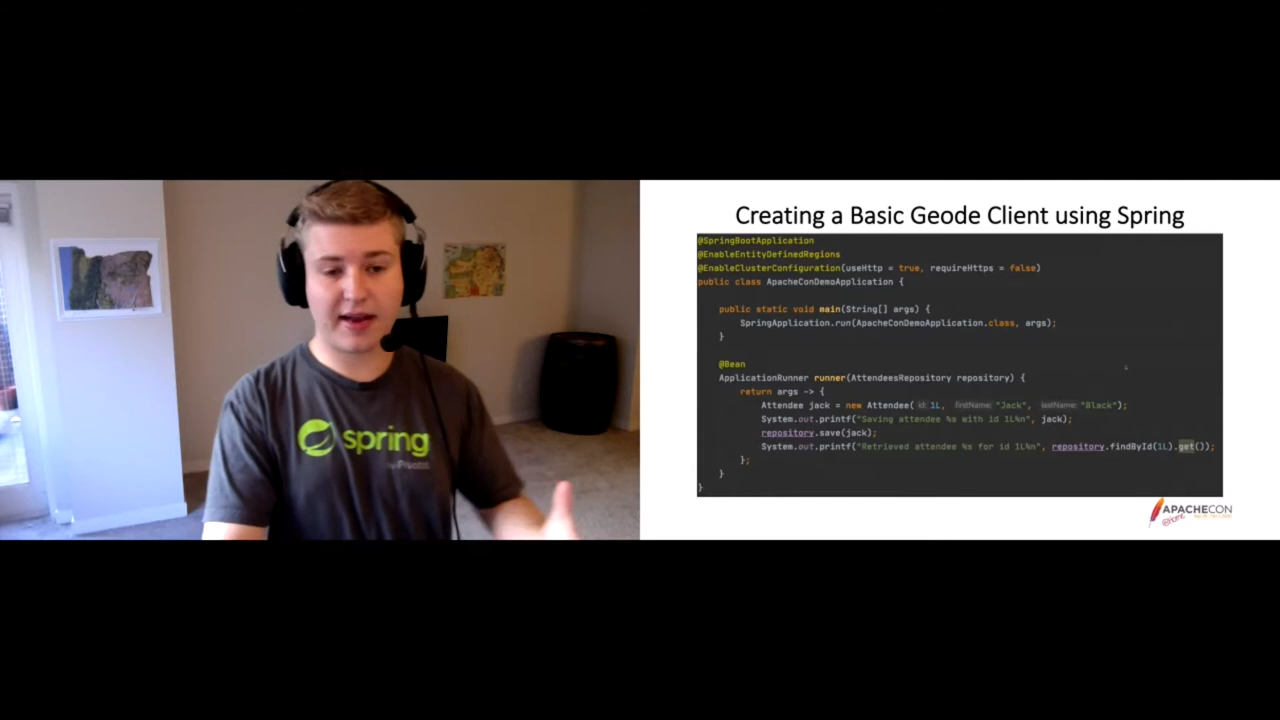 spring
by Pivotal
Creating a Basic Geode Client using Spring
@SpringBootApplication
@EnableEntityDefinedRegions
@EnableClusterConfiguration(useHttp = true, requireHttps = false)
public class ApacheConDemoApplication {
public static void main(String[] args) {
SpringApplication.run(ApacheConDemoApplication.class, args);
}
@Bean
ApplicationRunner runner(AttendeesRepository repository) {
return args -> {
Attendee jack = new Attendee( id: 1L, firstName: "Jack", lastName: "Black");
System.out.printf("Saving attendee %s with id 1L%n", jack);
repository.save(jack);
System.out.printf("Retrieved attendee %s for id 1L%n", repository.findById(1L).get());
};
}
}
APACHECON
@Home